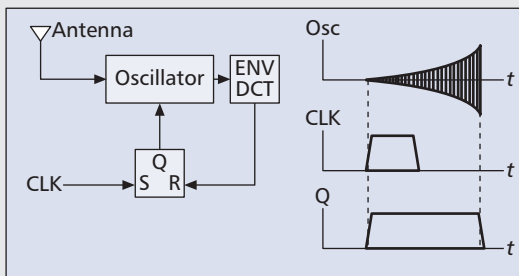 Antenna
Oscillator
ENV
DCT
Q
S R
CLK
Osc
t
CLK
t
Q
t